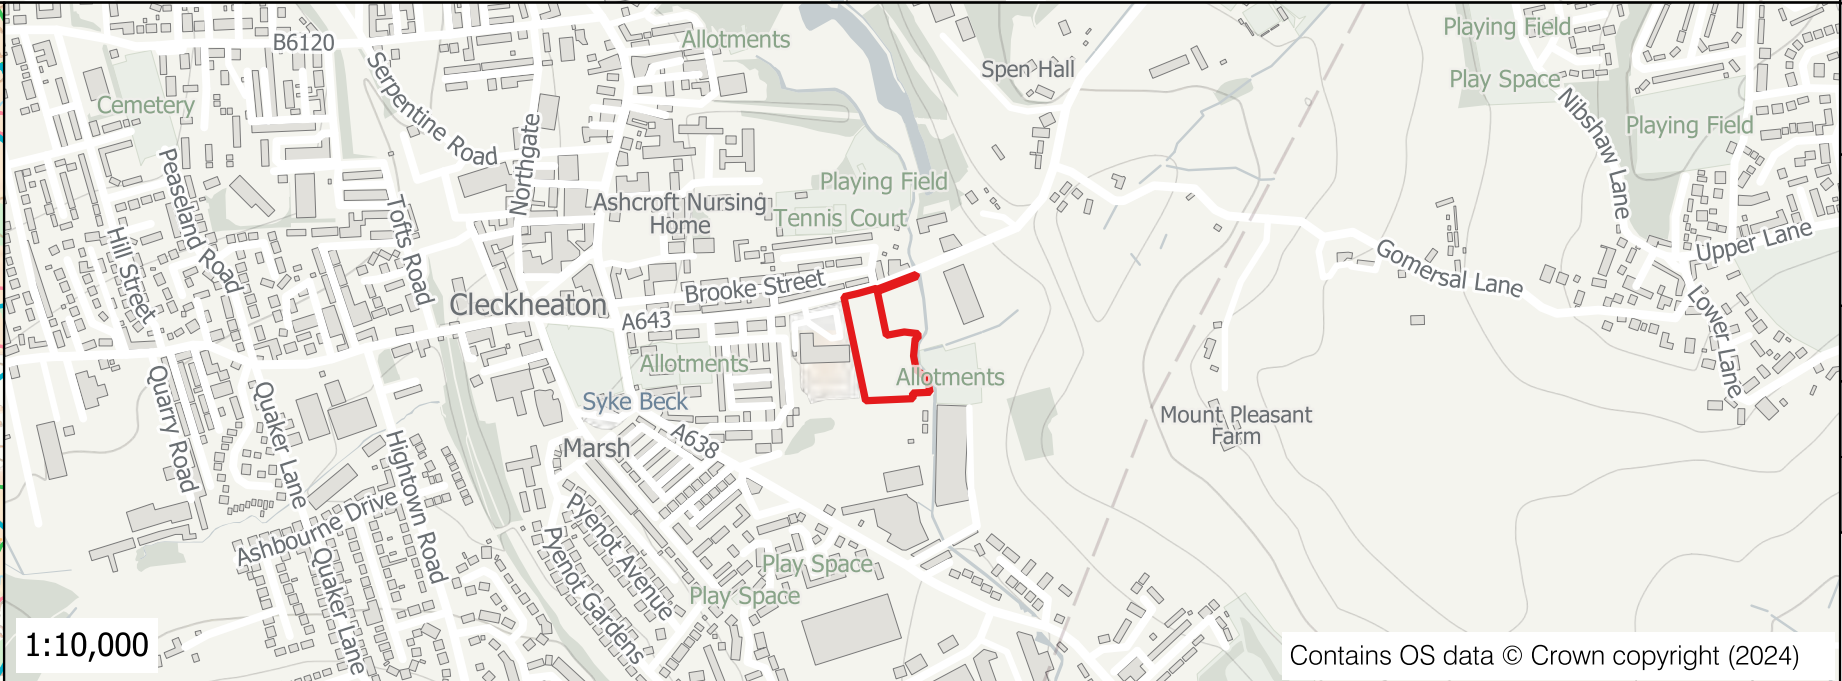 Playing Field
Allotments
B6120
Spen Hall
Play Space
Cemetery
Serpentine Road
Nibshaw Lane
Playing Field
Northgate
Peaseland Road
Playing Field
Ashcroft Nursing
Home
Tennis Court
Tofts Road
Hill Street
Upper Lane
Gomersal Lane
Brooke Street
Cleckheaton
A643
Lower Lane
Allotments
Allotments
Quarry Road
Quaker Lane
Syke Beck
Mount Pleasant
Farm
A638
Marsh
Hightown Road
Ashbourne Drive
Pyenot Avenue
Pyenot Gardens
Quaker Lane
Play Space
Play Space
1:10,000
Contains OS data © Crown copyright (2024)